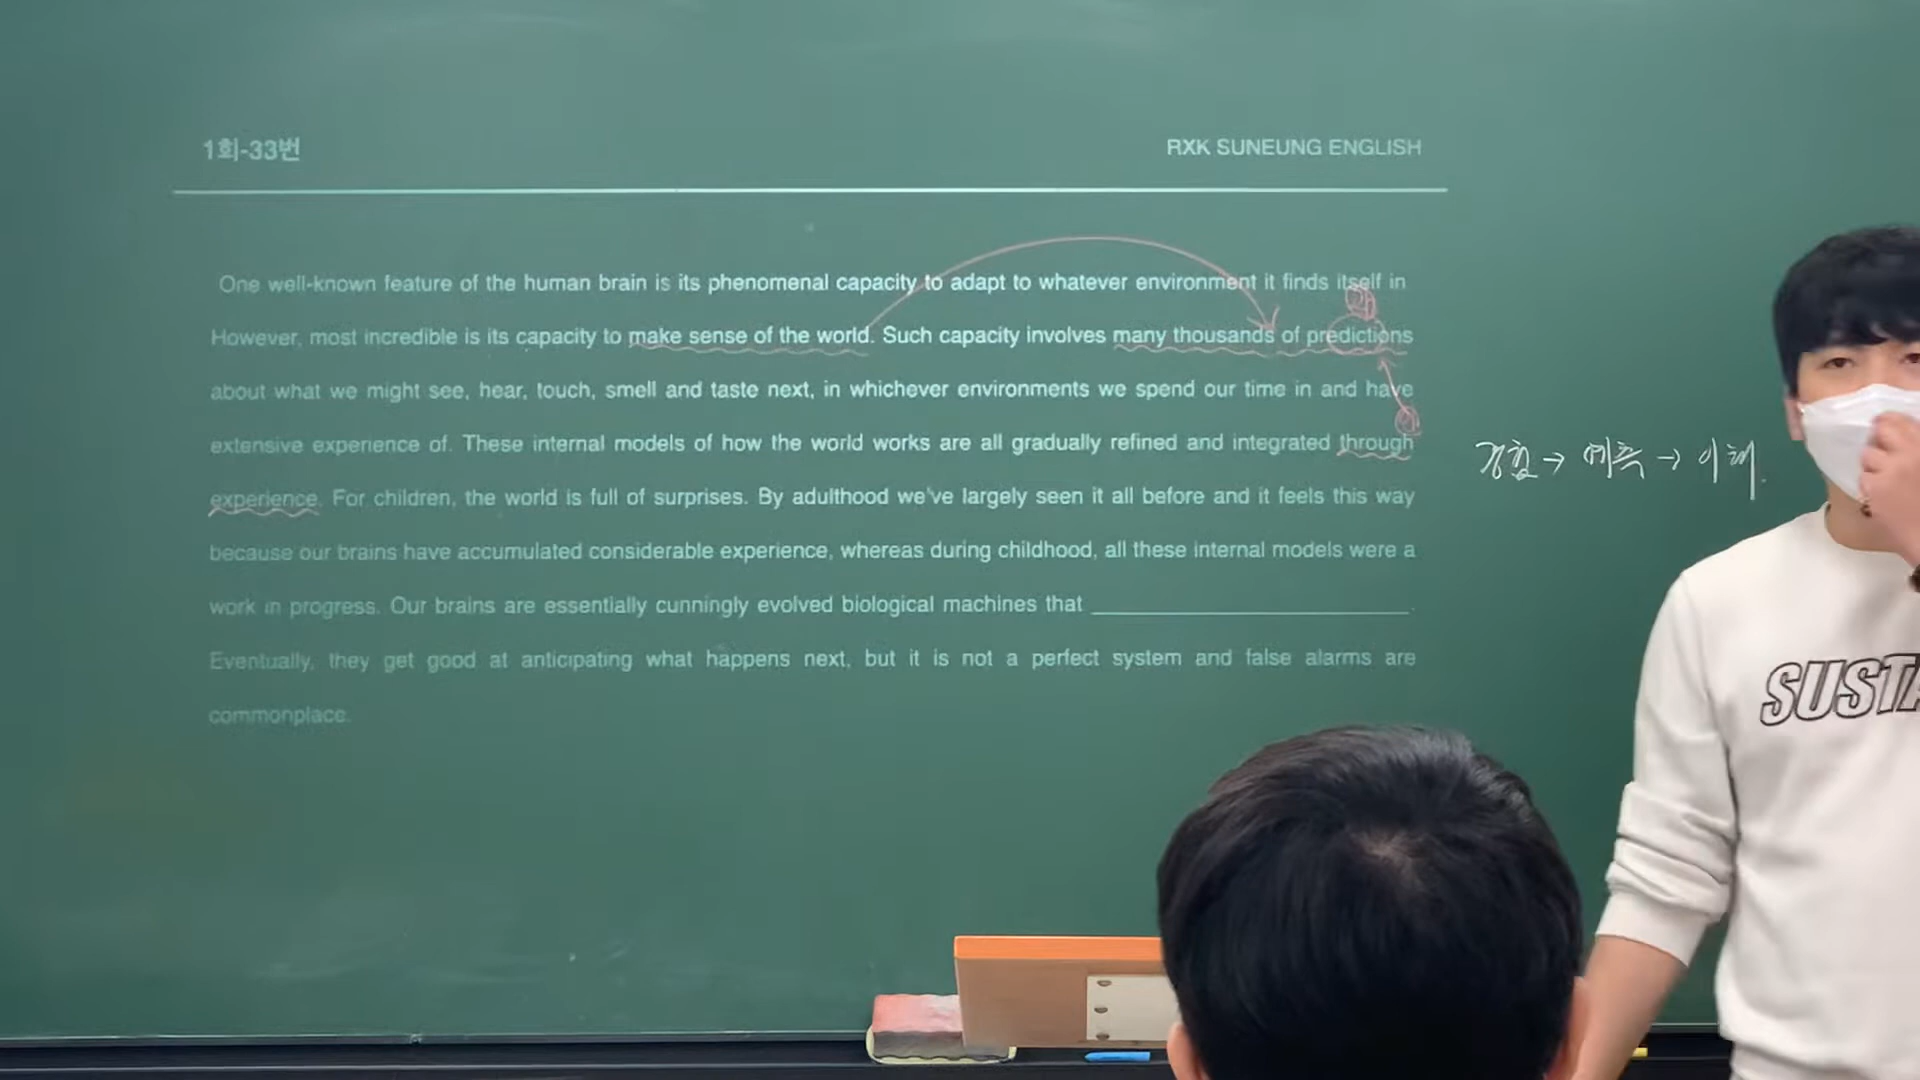 1회-33번
RXK SUNEUNG ENGLISH
One well-known feature of the human brain is its phenomenal capacity to adapt to whatever environment it finds itself in
However, most incredible is its capacity to make sense of the world. Such capacity involves many thousands of predictions
about what we might see, hear, touch, smell and taste next, in whichever environments we spend our time in and have
extensive experience of. These internal models of how the world works are all gradually refined and integrated through
experience. For children, the world is full of surprises. By adulthood we've largely seen it all before and it feels this way
because our brains have accumulated considerable experience, whereas during childhood, all these internal models were a
work in progress. Our brains are essentially cunningly evolved biological machines that ____________________.
Eventually, they get good at anticipating what happens next, but it is not a perfect system and false alarms are
commonplace.
경험 → 예측 → 이해.
SUSTA